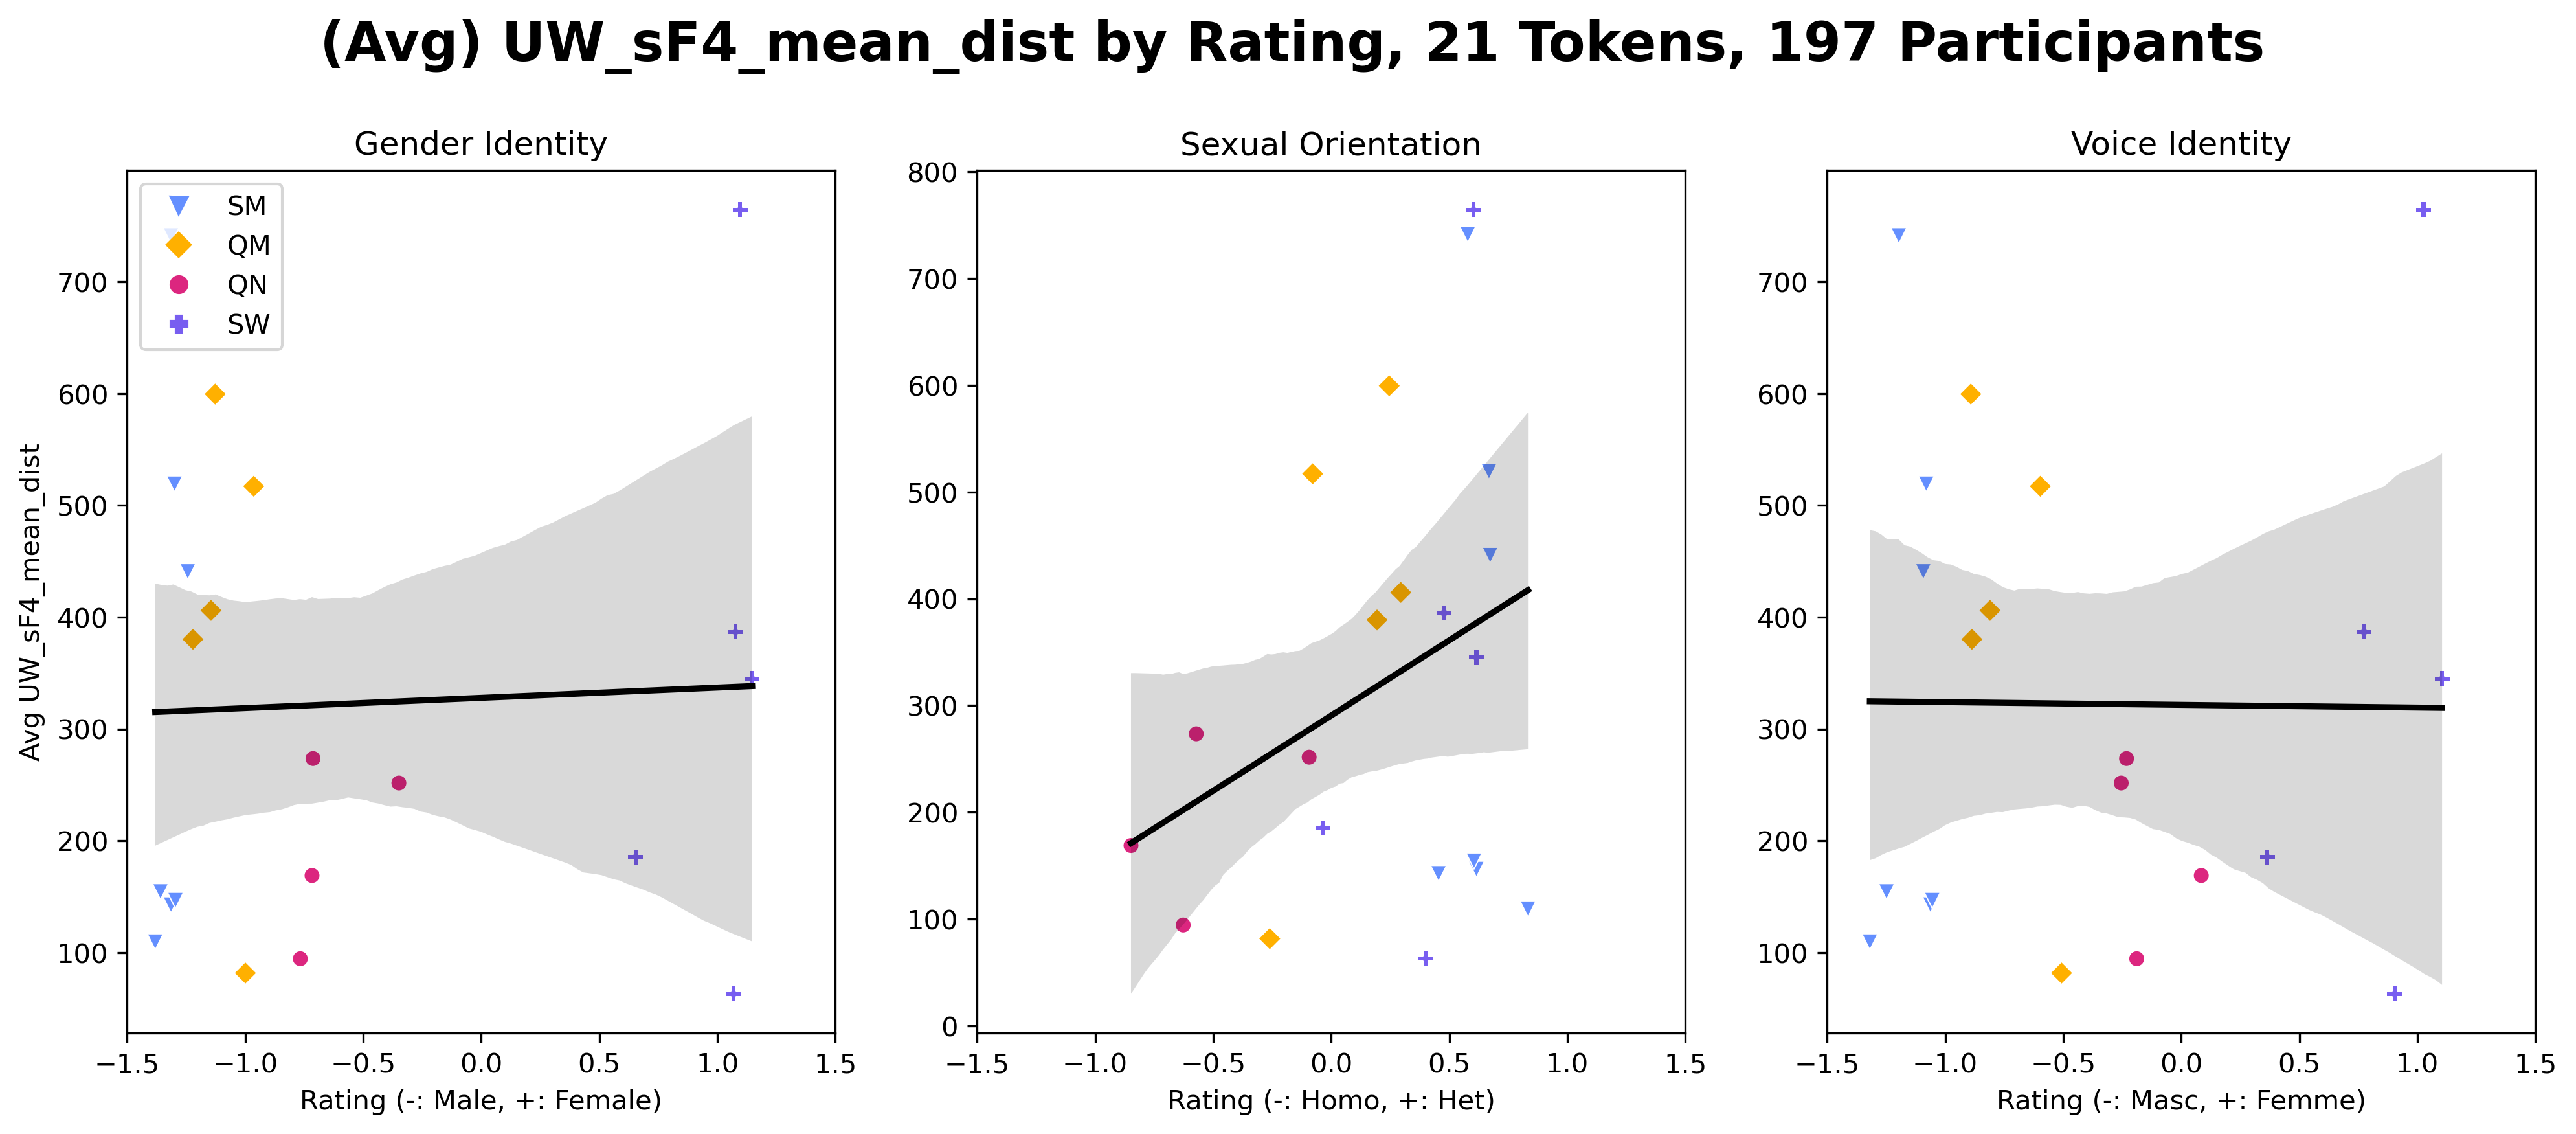 (Avg) UW_sF4_mean_dist by Rating, 21 Tokens, 197 Participants
Gender Identity
SM
QM
QN
SW
700
600
500
400
300
200
100
Avg UW_sF4_mean_dist
−1.5 −1.0 −0.5 0.0 0.5 1.0 1.5
Rating (-: Male, +: Female)
Sexual Orientation
800
700
600
500
400
300
200
100
0
−1.5 −1.0 −0.5 0.0 0.5 1.0 1.5
Rating (-: Homo, +: Het)
Voice Identity
700
600
500
400
300
200
100
−1.5 −1.0 −0.5 0.0 0.5 1.0 1.5
Rating (-: Masc, +: Femme)